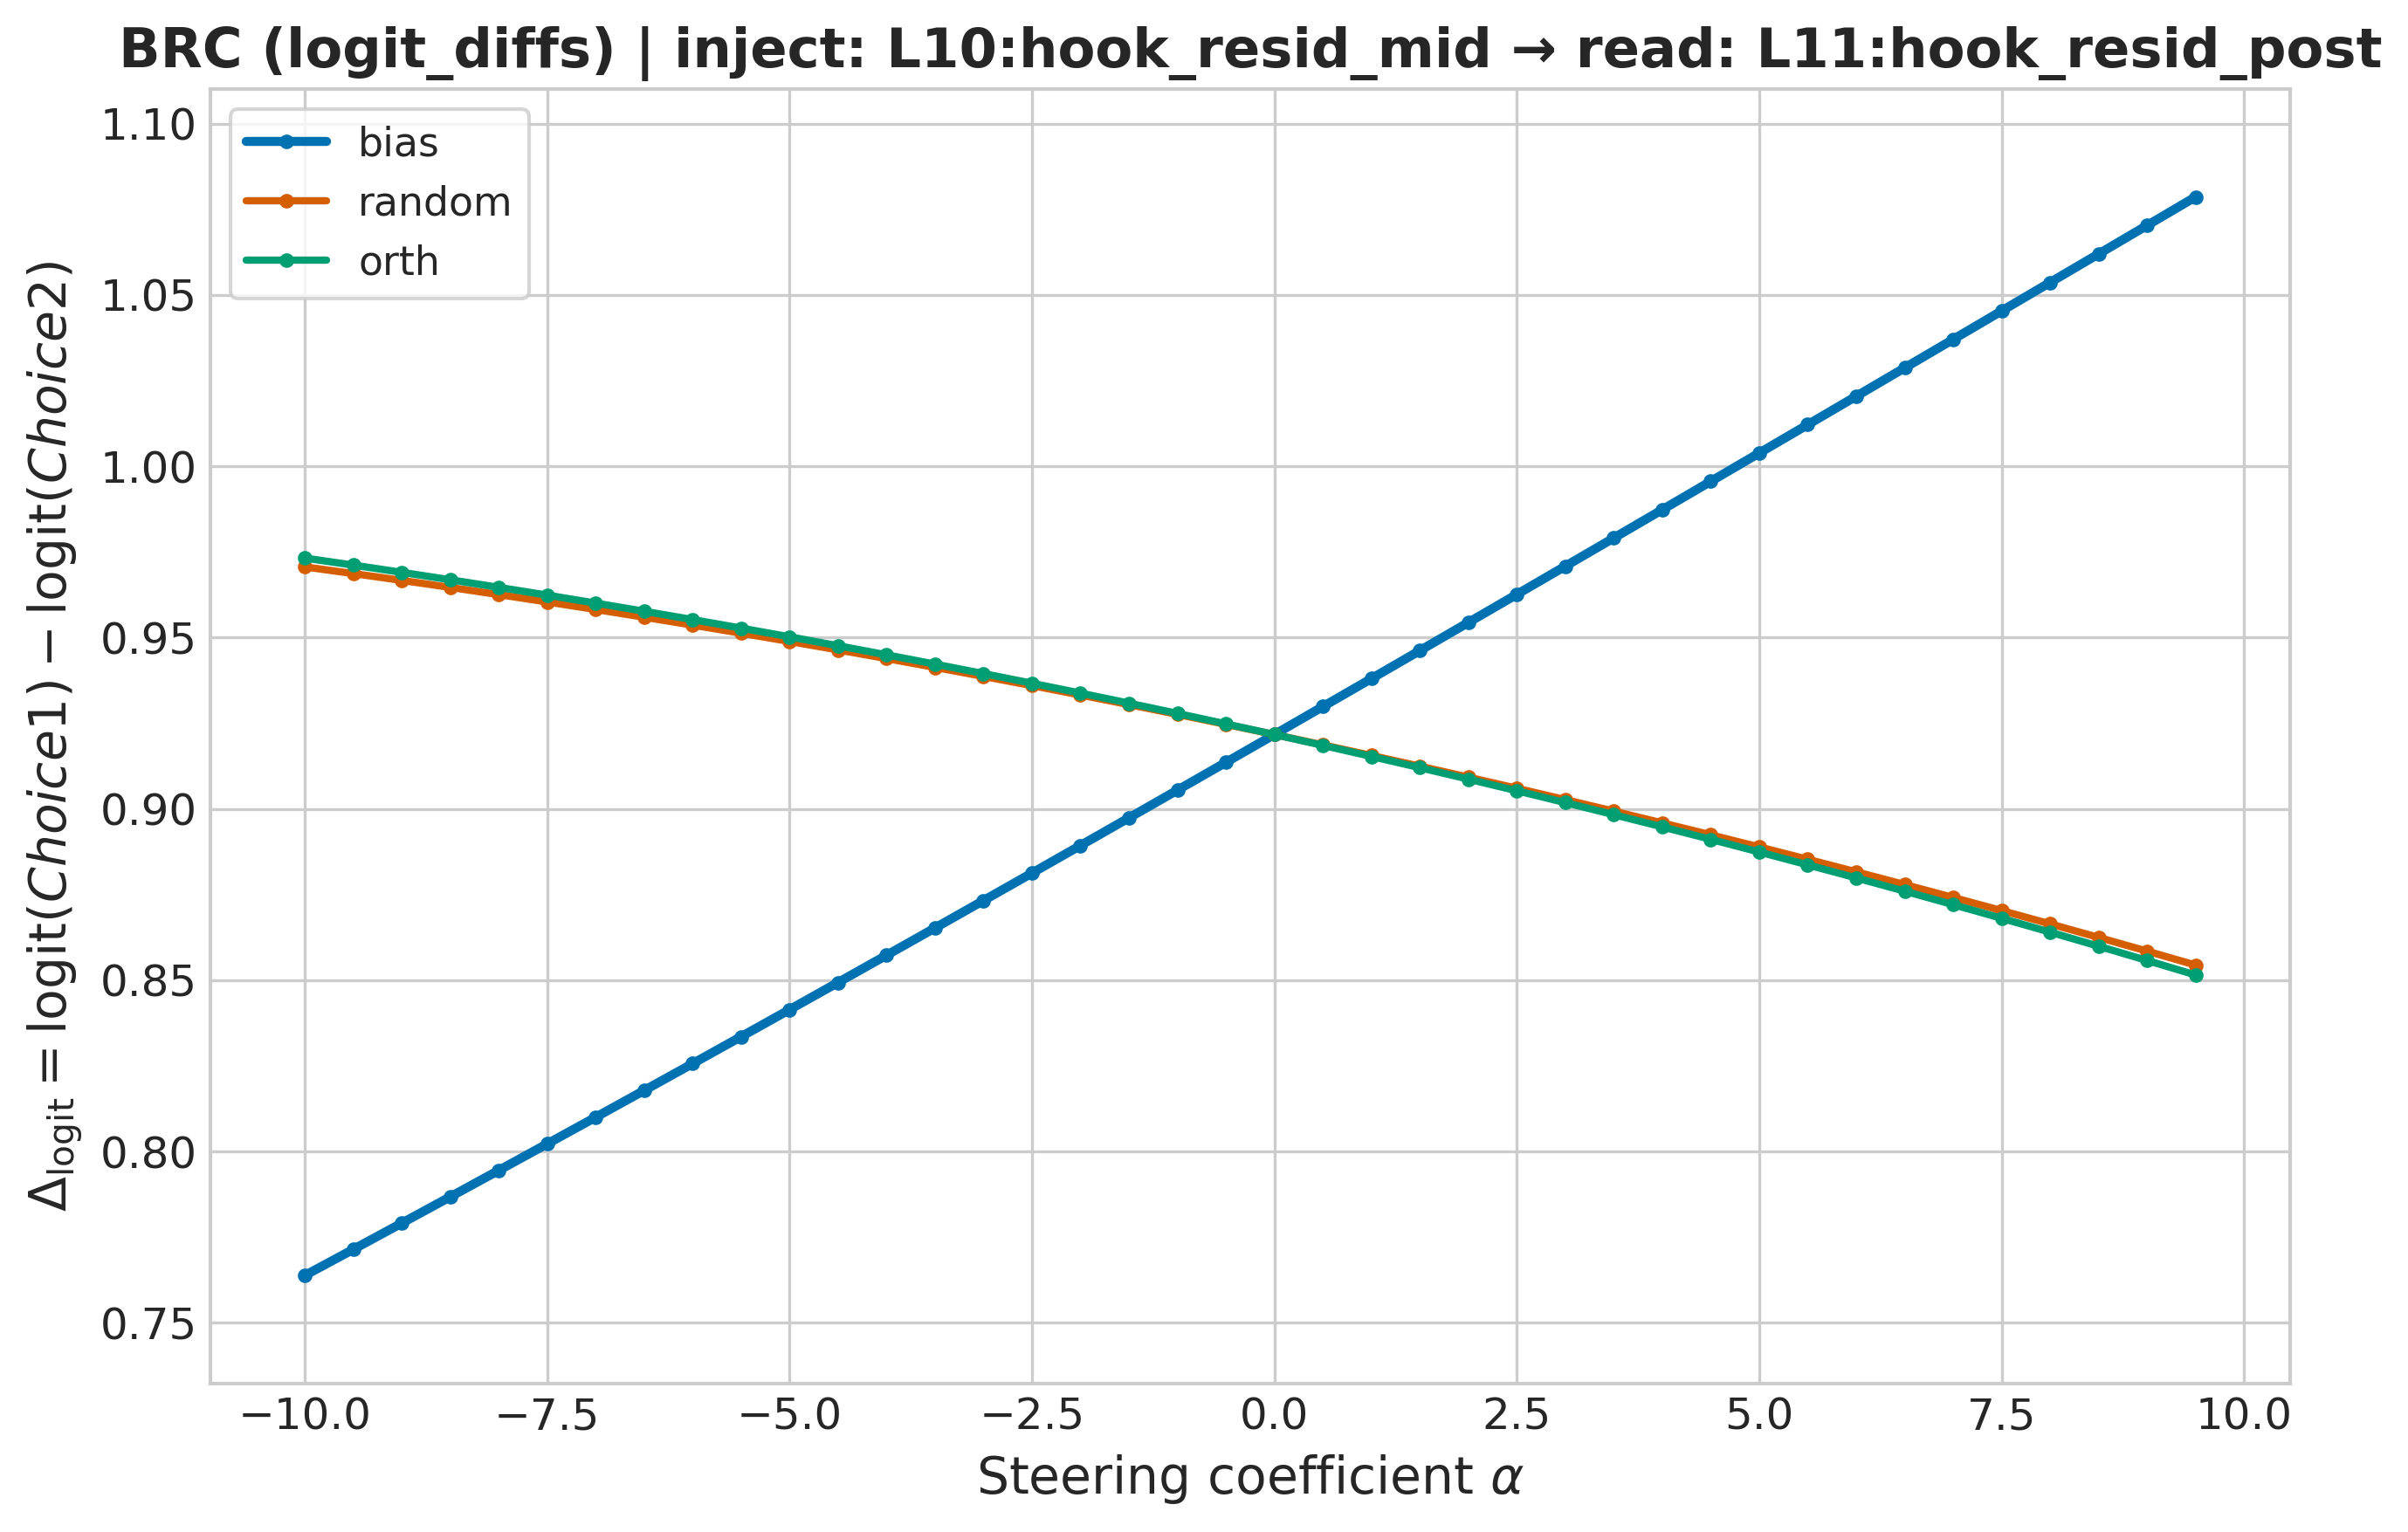 BRC (logit_diffs) | inject: L10:hook_resid_mid → read: L11:hook_resid_post
bias
random
orth
Δlogit = logit(Choice1) − logit(Choice2)
1.10
1.05
1.00
0.95
0.90
0.85
0.80
0.75
−10.0 −7.5 −5.0 −2.5 0.0 2.5 5.0 7.5 10.0
Steering coefficient α